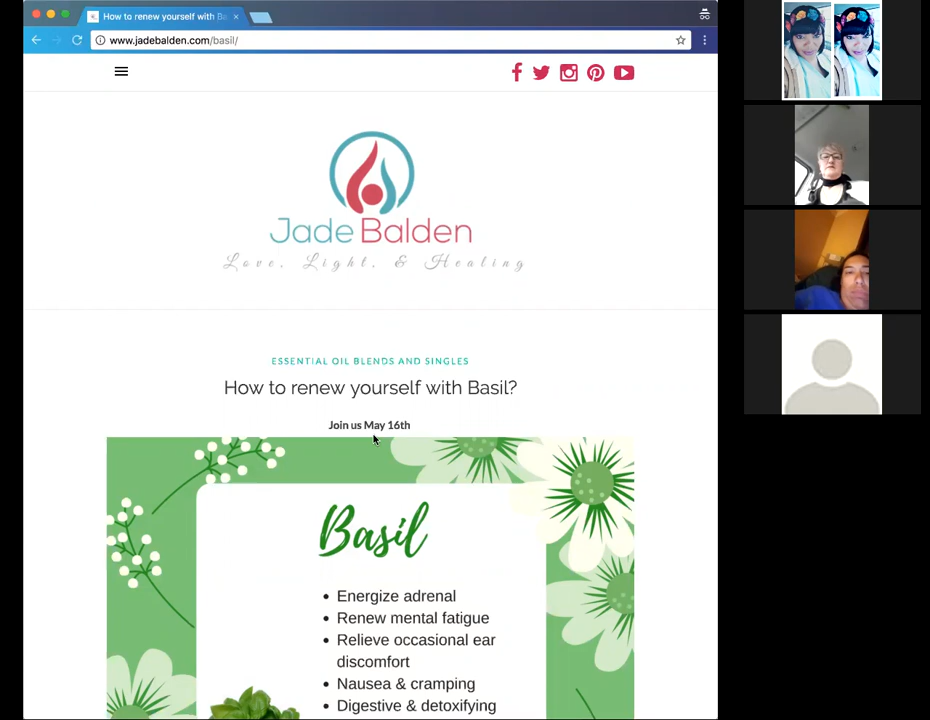 How to renew yourself with Ba
www.jadebalden.com/basil/
Jade Balden
Love, Light, & Healing
ESSENTIAL OIL BLENDS AND SINGLES
How to renew yourself with Basil?
Join us May 16th
Basil
• Energize adrenal
• Renew mental fatigue
• Relieve occasional ear
discomfort
• Nausea & cramping
• Digestive & detoxifying